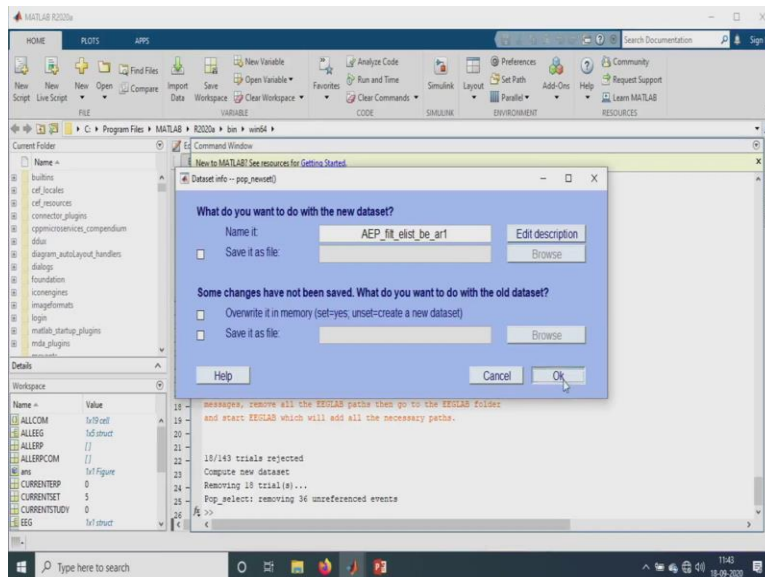 MATLAB R2020a
HOME PLOTS APPS
Search Documentation Sign
New Script
New Live Script
New
Open
Find Files
Compare
Import Data
Save Workspace
New Variable
Open Variable
Clear Workspace
Favorites
Analyze Code
Run and Time
Clear Commands
Simulink
Layout
Preferences
Set Path
Parallel
Add-Ons
Help
Community
Request Support
Learn MATLAB
FILE VARIABLE CODE SIMULINK ENVIRONMENT RESOURCES
C: Program Files MATLAB R2020a bin win64
Current Folder
Command Window
Name
New to MATLAB? See resources for Getting Started.
builtins
cef_locales
cef_resources
connector_plugins
cppmicroservices_compendium
ddux
diagram_autoLayout_handlers
dialogs
foundation
iconengines
imageformats
login
matlab_startup_plugins
mda_plugins
Dataset info -- pop_newset()
What do you want to do with the new dataset?
Name it: AEP_filt_elist_be_ar1 Edit description
Save it as file: Browse
Some changes have not been saved. What do you want to do with the old dataset?
Overwrite it in memory (set=yes; unset=create a new dataset)
Save it as file: Browse
Help Cancel Ok
Details
Workspace
Name Value
ALLCOM 1x19 cell
ALLEEG 1x5 struct
ALLERP []
ALLERPCOM []
ans 1x1 Figure
CURRENTERP 0
CURRENTSET 5
CURRENTSTUDY 0
EEG 1x1 struct
18
19
20
21
22
23
24
25
26
messages, remove all the EEGLAB paths then go to the EEGLAB folder
and start EEGLAB which will add all the necessary paths.
18/143 trials rejected
Compute new dataset
Removing 18 trial(s)...
Pop_select: removing 36 unreferenced events
fx >>
Type here to search
11:43
18-09-2020